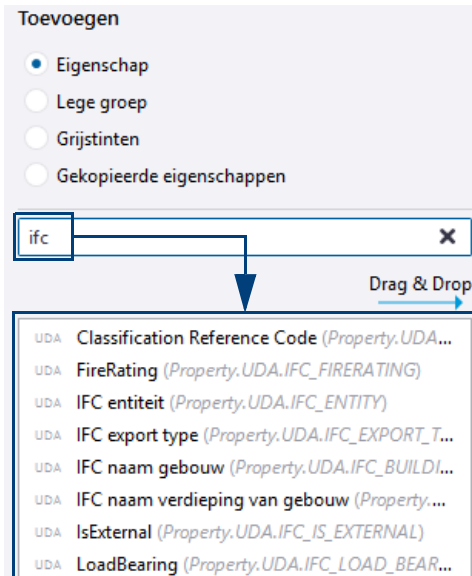 Toevoegen
Eigenschap
Lege groep
Grijstinten
Gekopieerde eigenschappen
ifc
Drag & Drop
UDA Classification Reference Code (Property.UDA...
UDA FireRating (Property.UDA.IFC_FIRERATING)
UDA IFC entiteit (Property.UDA.IFC_ENTITY)
UDA IFC export type (Property.UDA.IFC_EXPORT_T...
UDA IFC naam gebouw (Property.UDA.IFC_BUILDI...
UDA IFC naam verdieping van gebouw (Property....
UDA IsExternal (Property.UDA.IFC_IS_EXTERNAL)
UDA LoadBearing (Property.UDA.IFC_LOAD_BEAR...